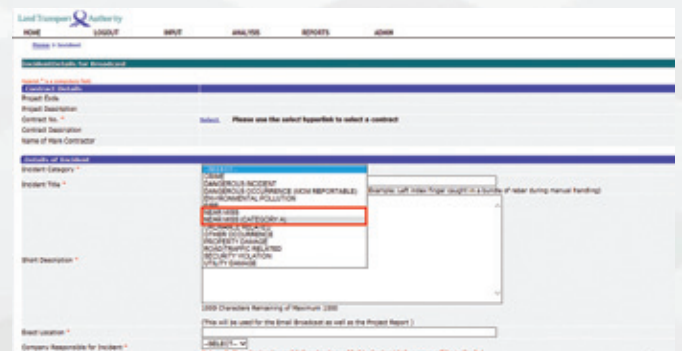 Land Transport Authority
HOME LOGOUT INPUT ANALYSIS REPORTS ADMIN
Home > Incident
Incident Details for Broadcast
Contract Details
Project Code
Project Description
Contract No. * Select Please use the select hyperlink to select a contract
Contract Description
Name of Main Contractor
Details of Incident
Incident Category * --SELECT--
CRIME
DANGEROUS INCIDENT
DANGEROUS OCCURRENCE (MOM REPORTABLE)
ENVIRONMENTAL POLLUTION
FIRE
NEAR MISS
NEAR MISS (CATEGORY A)
OTHER OCCURRENCE
PROPERTY DAMAGE
ROAD/TRAFFIC RELATED
SECURITY VIOLATION
UTILITY DAMAGE
Incident Title * Example: Left index finger caught in a bundle of rebar during manual handling)
Short Description *
1000 Characters Remaining of Maximum 1000
(This will be used for the Email Broadcast as well as the Project Report )
Exact Location *
Company Responsible for Incident * --SELECT--